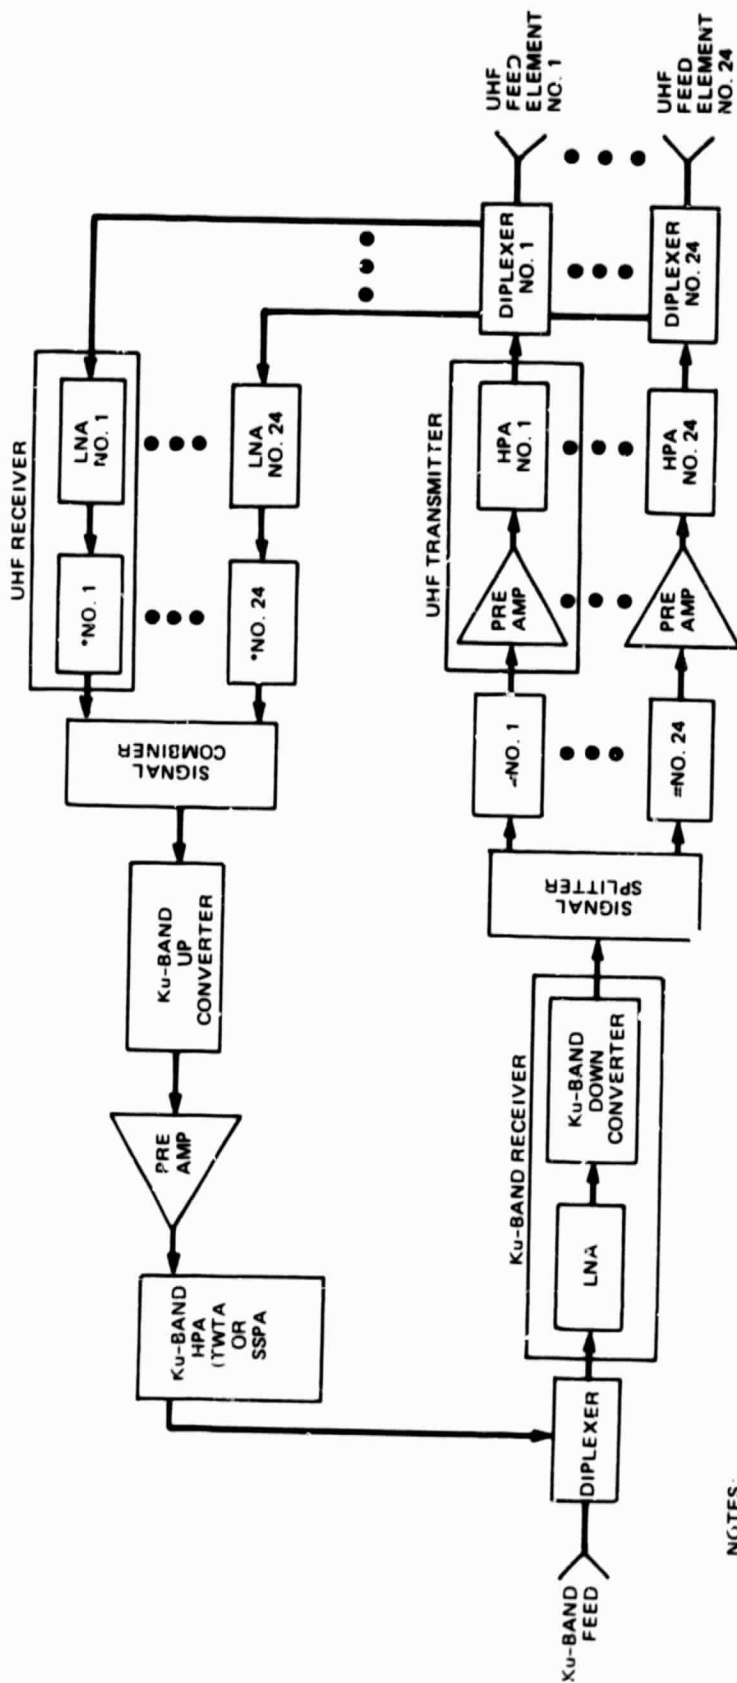 UHF RECEIVER
*NO. 1
LNA
NO. 1
*NO. 24
LNA
NO. 24
SIGNAL
COMBINER
Ku-BAND
UP
CONVERTER
PRE
AMP
Ku-BAND
HPA
(TWTA
OR
SSPA
Ku-BAND
FEED
DIPLEXER
Ku-BAND RECEIVER
LNA
Ku-BAND
DOWN
CONVERTER
SIGNAL
SPLITTER
NO. 1
=NO. 24
UHF TRANSMITTER
PRE
AMP
HPA
NO. 1
PRE
AMP
HPA
NO. 24
DIPLEXER
NO. 1
DIPLEXER
NO. 24
UHF
FEED
ELEMENT
NO. 1
UHF
FEED
ELEMENT
NO. 24
NOTES: